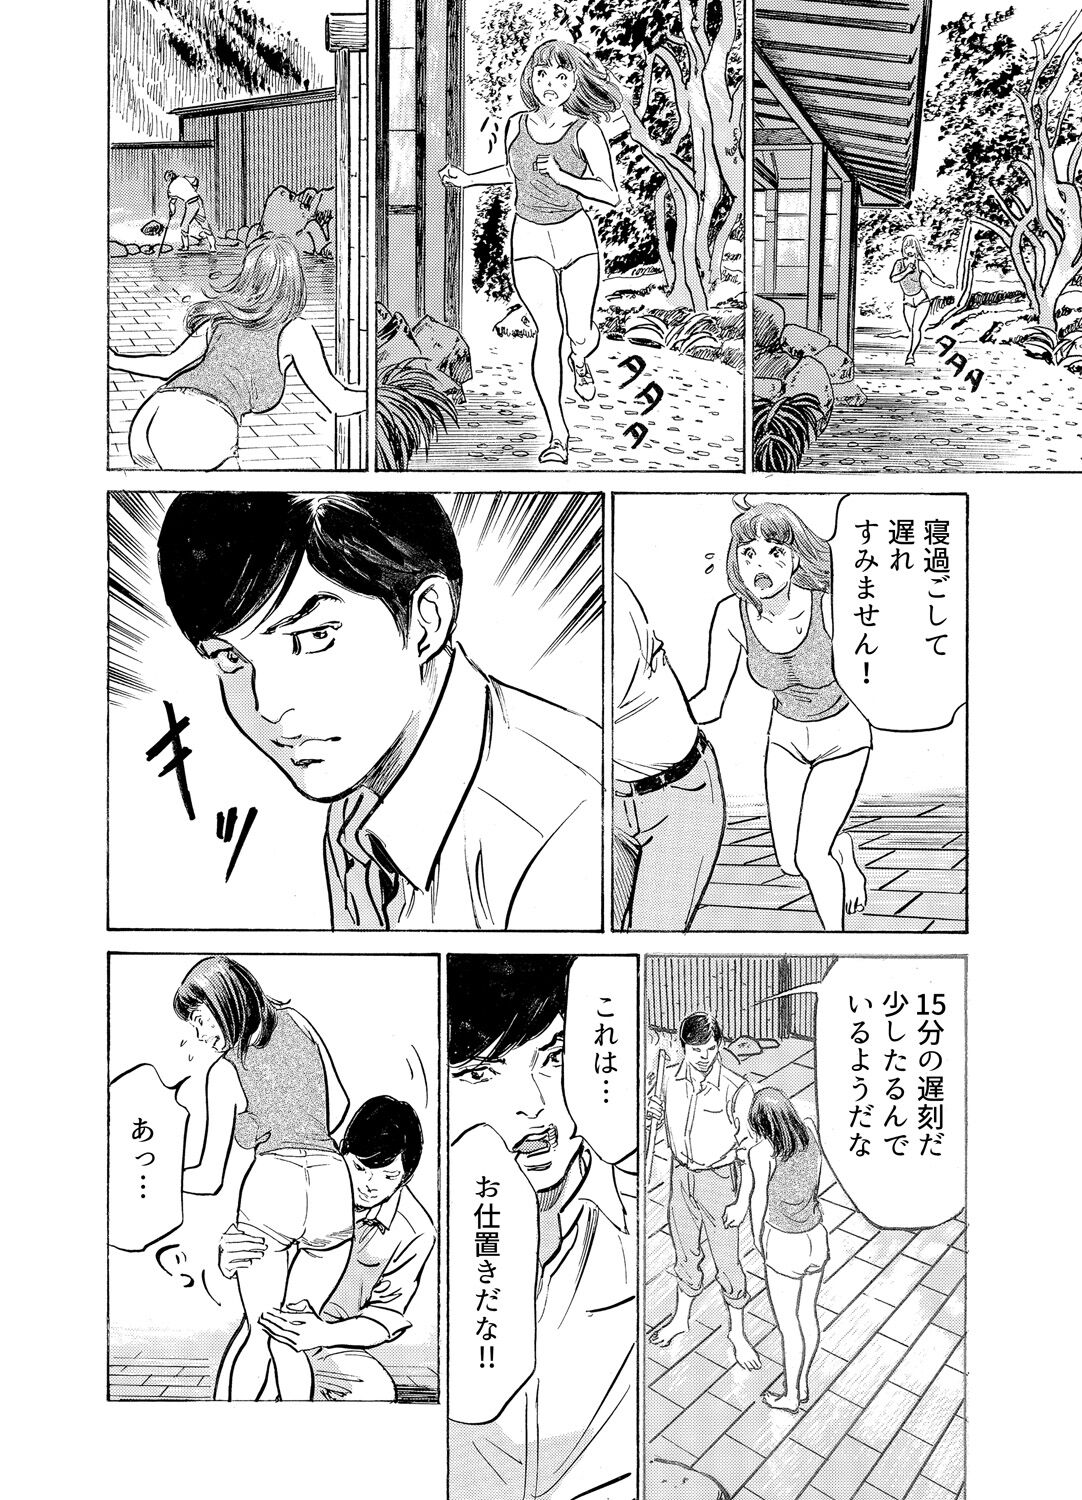 タタタ
タタタ
寝過ごして
遅れ
すみません!
キッ
15分の遅刻だ
少したるんで
いるようだな
これは…
お仕置きだな!!
あっ…